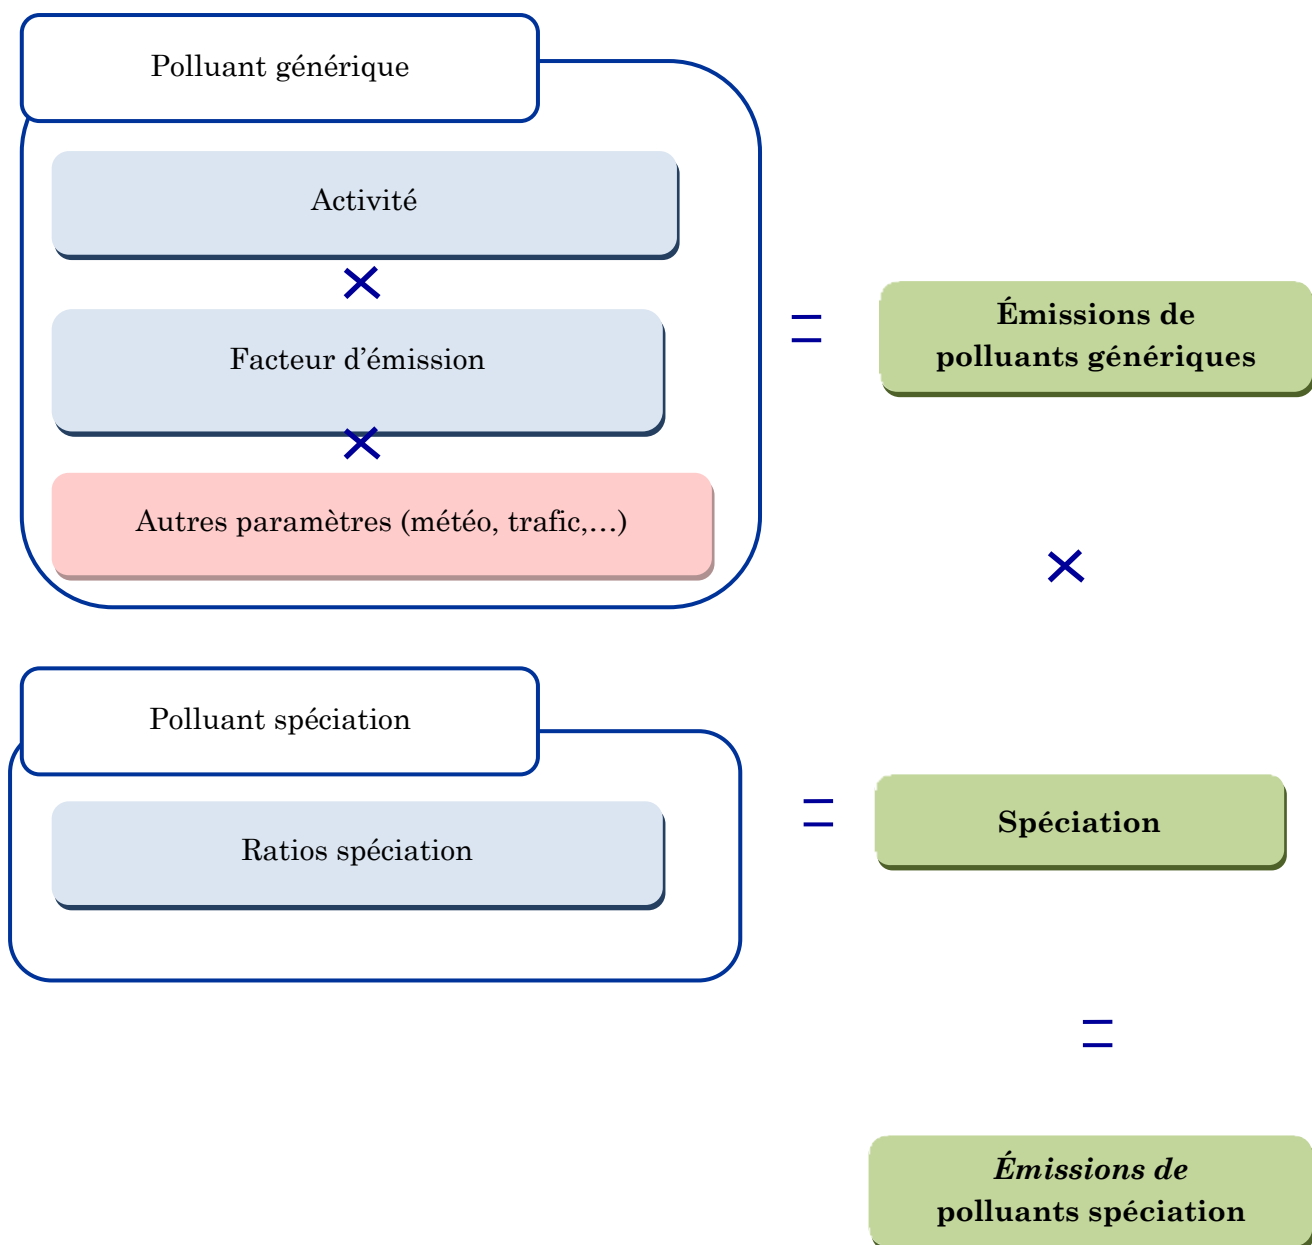 Polluant générique
Activité
×
Facteur d’émission
×
Autres paramètres (météo, trafic,…)
=
Émissions de
polluants génériques
×
Polluant spéciation
Ratios spéciation
=
Spéciation
=
Émissions de
polluants spéciation